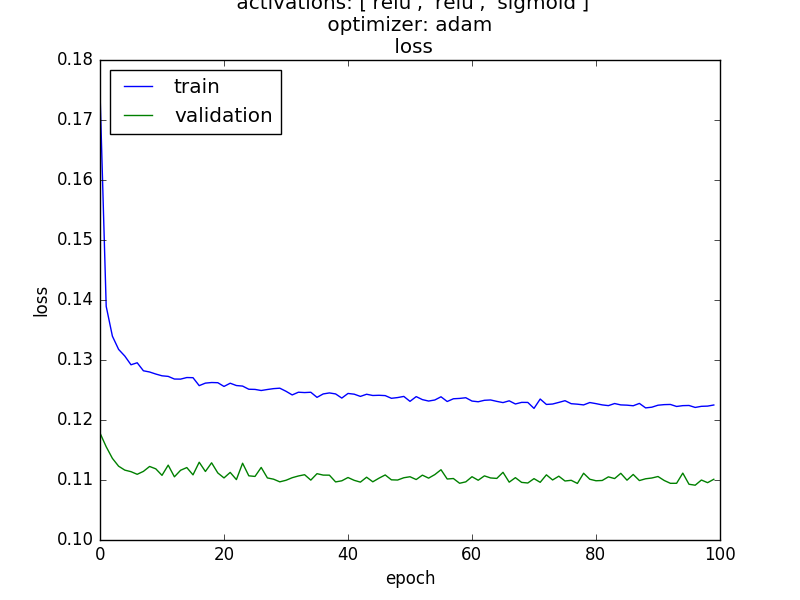 activations: ['relu', 'relu', 'sigmoid']
optimizer: adam
loss
0.18
0.17
0.16
0.15
0.14
0.13
0.12
0.11
0.10
train
validation
loss
0
20
40
60
80
100
epoch